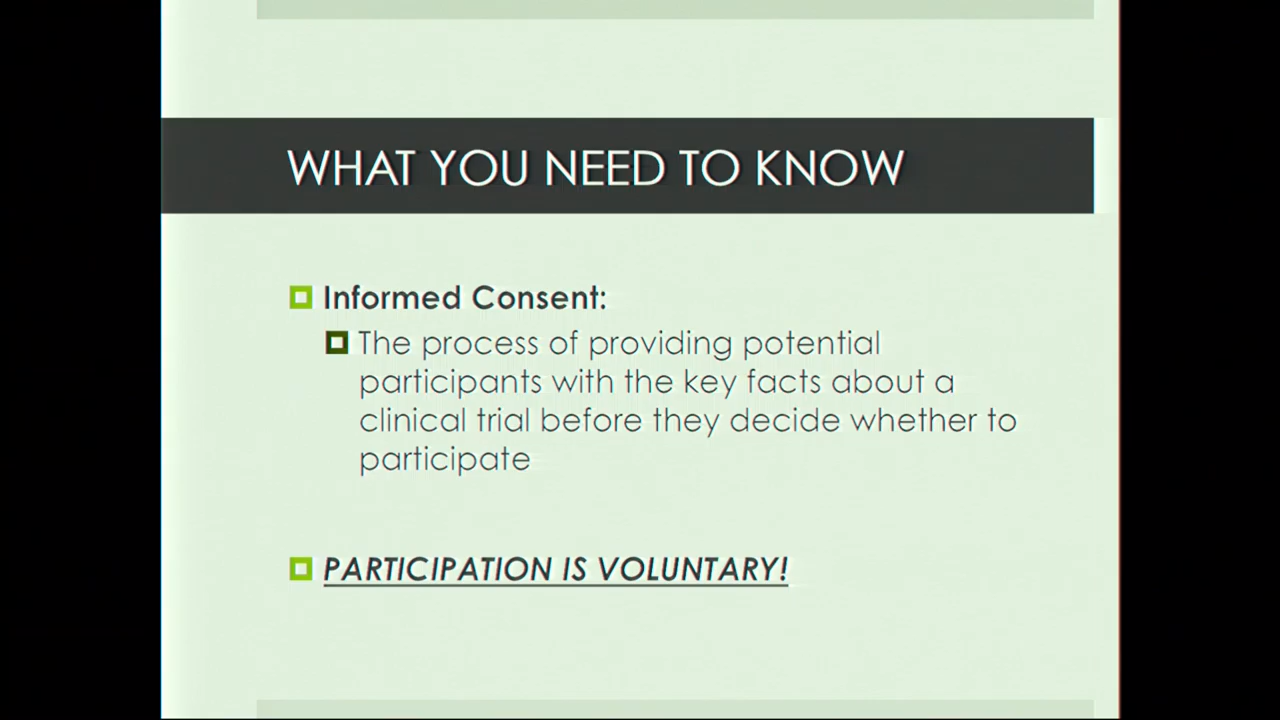 WHAT YOU NEED TO KNOW
Informed Consent:
The process of providing potential
participants with the key facts about a
clinical trial before they decide whether to
participate
PARTICIPATION IS VOLUNTARY!